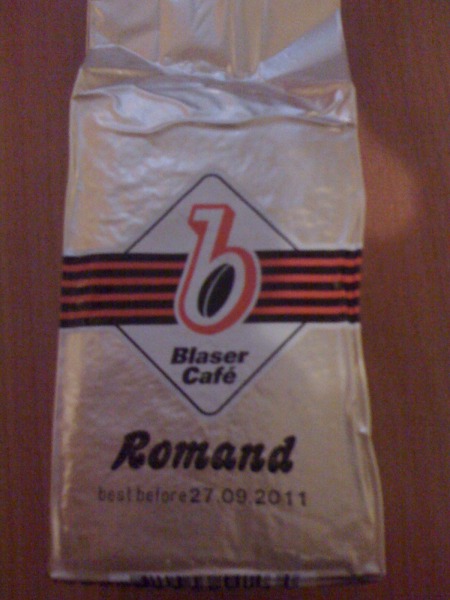 b
Blaser
Café
Romand
best before 27.09.2011